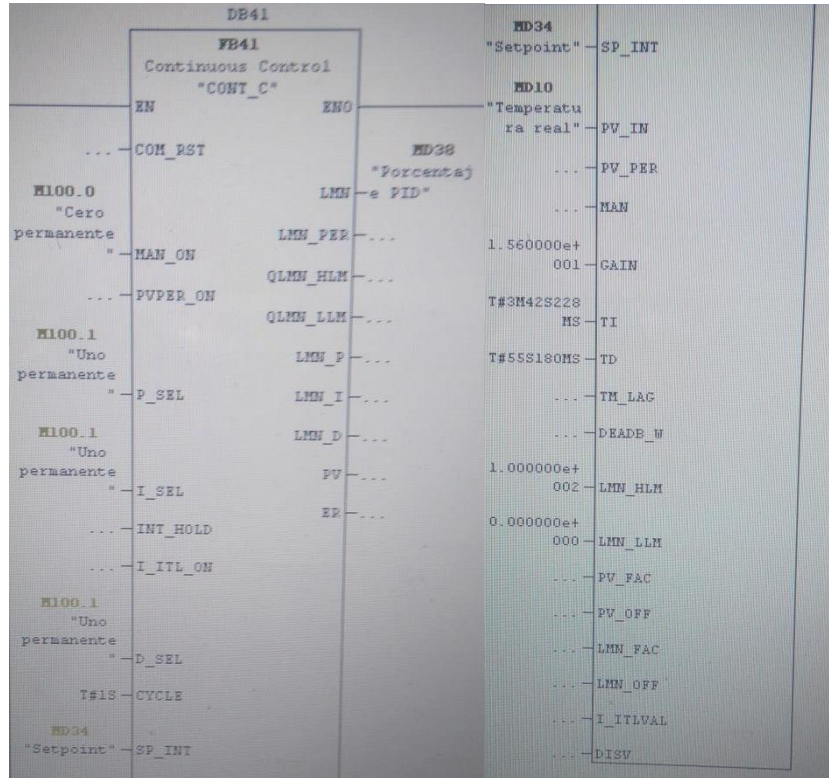 DB41
FB41
Continuous Control
"CONT_C"
EN ENO
... COM_RST
MD38
"Porcentaj
LMN e PID"
M100.0
"Cero
permanente
" MAN_ON
LMN_PER ...
QLMN_HLM ...
... PVPER_ON
QLMN_LLM ...
M100.1
"Uno
permanente
" P_SEL
LMN_P ...
LMN_I ...
M100.1
"Uno
permanente
" I_SEL
LMN_D ...
PV ...
ER ...
... INT_HOLD
... I_ITL_ON
M100.1
"Uno
permanente
" D_SEL
T#1S CYCLE
MD34
"Setpoint" SP_INT
MD34
"Setpoint" SP_INT
MD10
"Temperatu
ra real" PV_IN
... PV_PER
... MAN
1.560000e+
001 GAIN
T#3M42S228
MS TI
T#55S180MS TD
... TM_LAG
... DEADB_W
1.000000e+
002 LMN_HLM
0.000000e+
000 LMN_LLM
... PV_FAC
... PV_OFF
... LMN_FAC
... LMN_OFF
... I_ITLVAL
... DISV